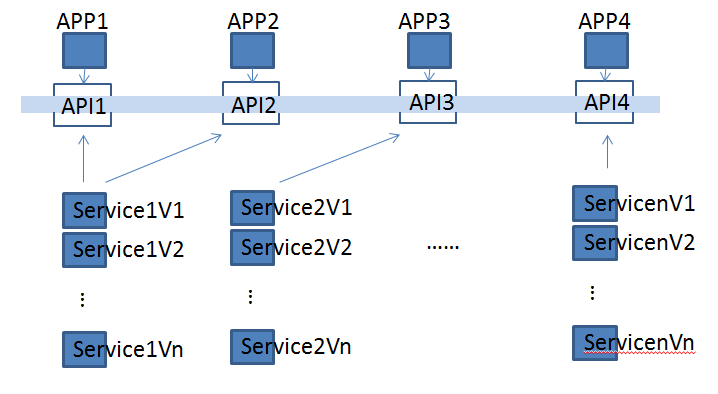 APP1 APP2 APP3 APP4
API1 API2 API3 API4
Service1V1 Service2V1 ServicenV1
Service1V2 Service2V2 …… ServicenV2
⋮ ⋮ ⋮
Service1Vn Service2Vn ServicenVn